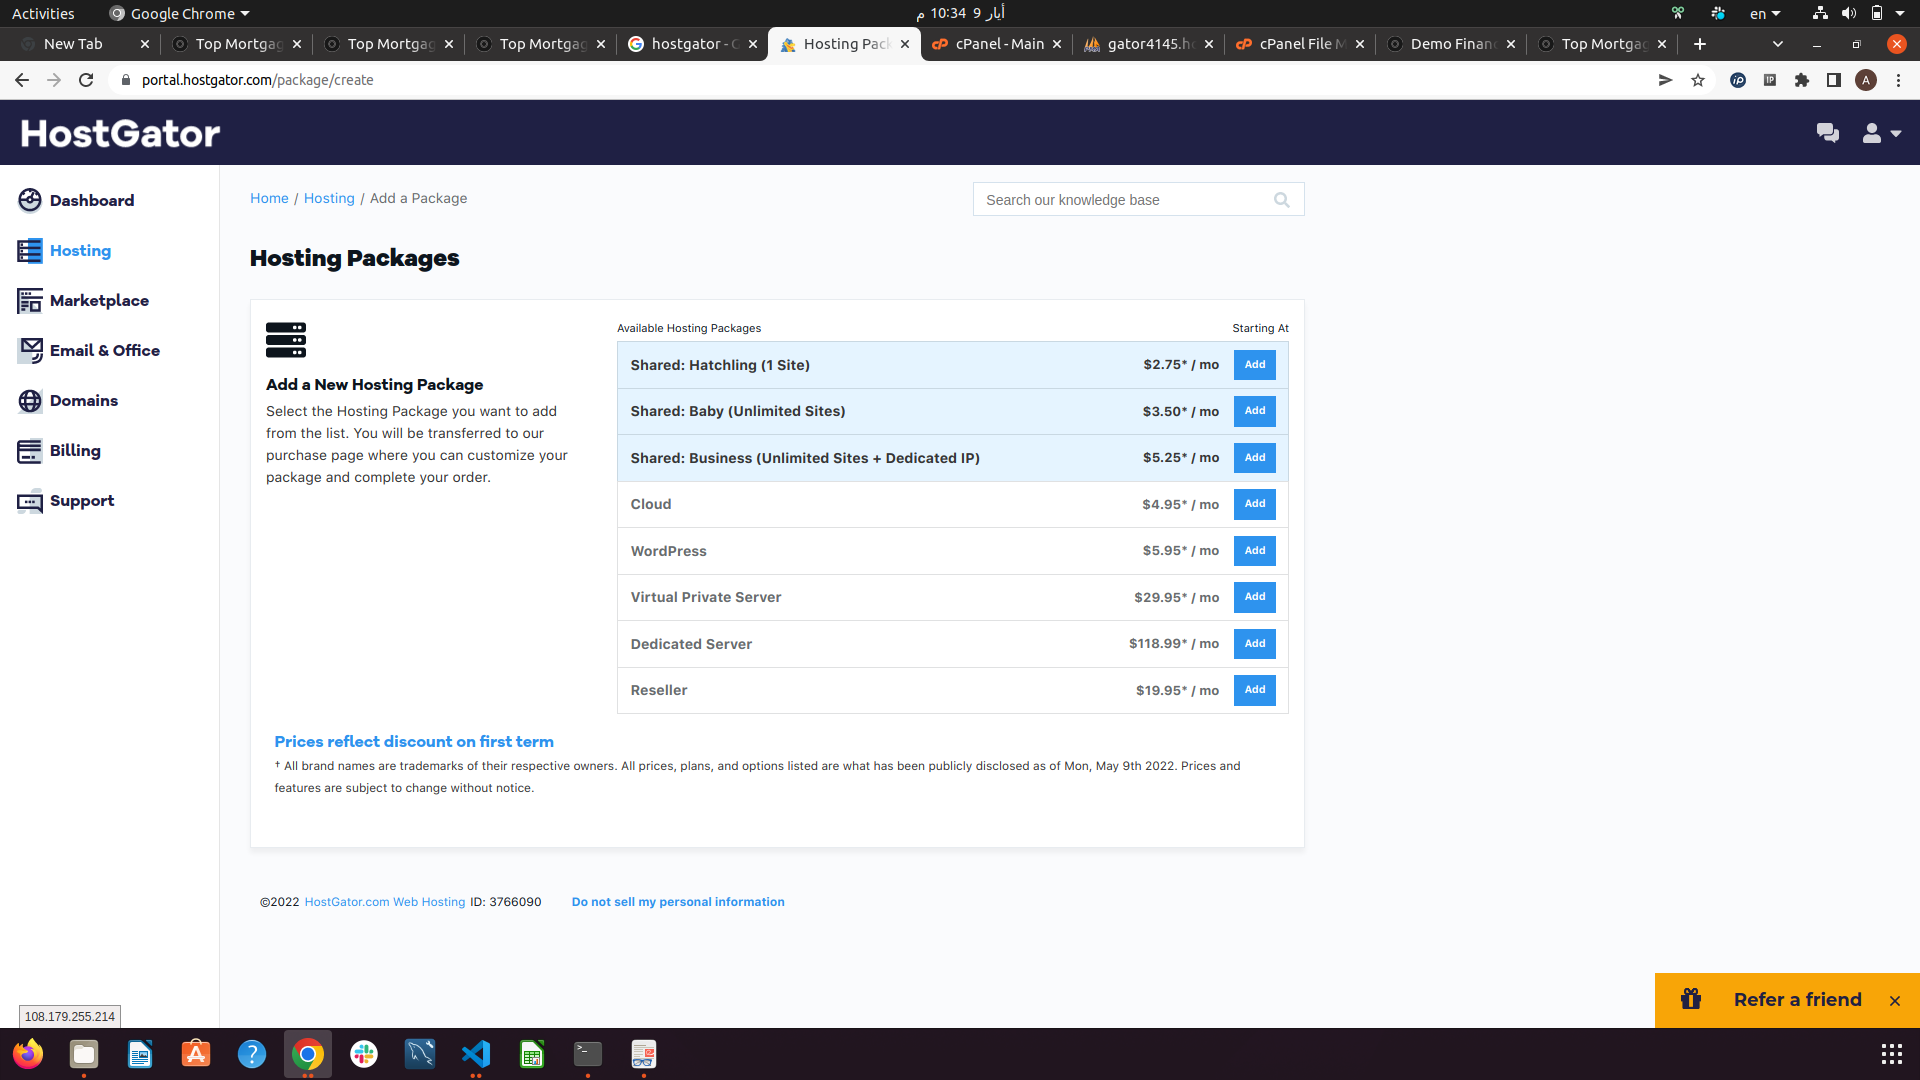 Activities
Google Chrome
أيار 9 10:34 م
en
New Tab
Top Mortgag
Top Mortgag
Top Mortgag
hostgator - C
Hosting Pack
cPanel - Main
gator4145.ho
cPanel File M
Demo Financ
Top Mortgag
portal.hostgator.com/package/create
A
HostGator
Dashboard
Hosting
Marketplace
Email & Office
Domains
Billing
Support
Home / Hosting / Add a Package
Search our knowledge base
Hosting Packages
Add a New Hosting Package
Select the Hosting Package you want to add
from the list. You will be transferred to our
purchase page where you can customize your
package and complete your order.
Available Hosting Packages Starting At
Shared: Hatchling (1 Site) $2.75* / mo Add
Shared: Baby (Unlimited Sites) $3.50* / mo Add
Shared: Business (Unlimited Sites + Dedicated IP) $5.25* / mo Add
Cloud $4.95* / mo Add
WordPress $5.95* / mo Add
Virtual Private Server $29.95* / mo Add
Dedicated Server $118.99* / mo Add
Reseller $19.95* / mo Add
Prices reflect discount on first term
† All brand names are trademarks of their respective owners. All prices, plans, and options listed are what has been publicly disclosed as of Mon, May 9th 2022. Prices and
features are subject to change without notice.
©2022 HostGator.com Web Hosting ID: 3766090 Do not sell my personal information
Refer a friend
108.179.255.214